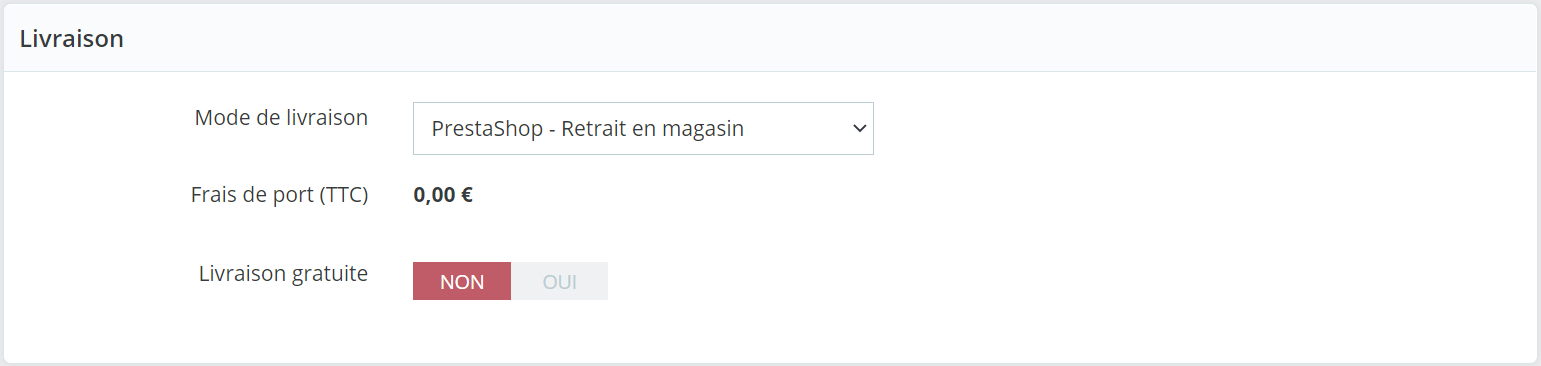 Livraison
Mode de livraison PrestaShop - Retrait en magasin
Frais de port (TTC) 0,00 €
Livraison gratuite NON OUI